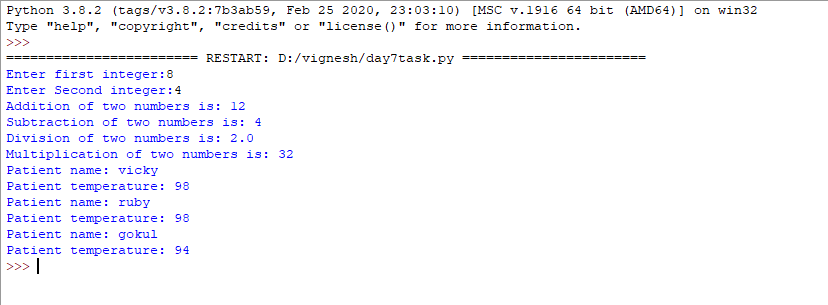 Python 3.8.2 (tags/v3.8.2:7b3ab59, Feb 25 2020, 23:03:10) [MSC v.1916 64 bit (AMD64)] on win32
Type "help", "copyright", "credits" or "license()" for more information.
>>>
======================== RESTART: D:/vignesh/day7task.py =======================
Enter first integer:8
Enter Second integer:4
Addition of two numbers is: 12
Subtraction of two numbers is: 4
Division of two numbers is: 2.0
Multiplication of two numbers is: 32
Patient name: vicky
Patient temperature: 98
Patient name: ruby
Patient temperature: 98
Patient name: gokul
Patient temperature: 94
>>>